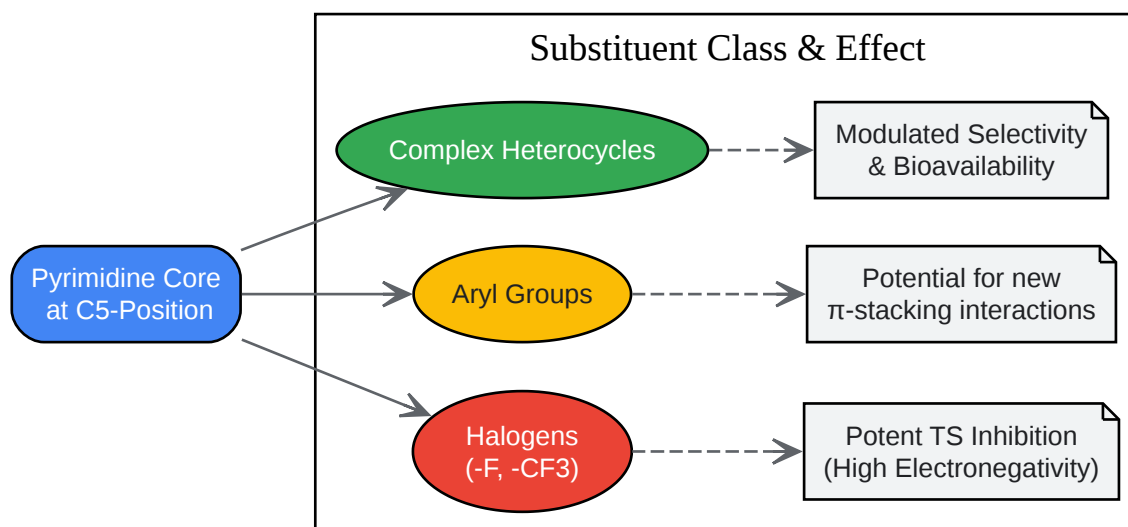 Substituent Class & Effect
Complex Heterocycles
Modulated Selectivity
& Bioavailability
Pyrimidine Core
at C5-Position
Aryl Groups
Potential for new
π-stacking interactions
Halogens
(-F, -CF3)
Potent TS Inhibition
(High Electronegativity)